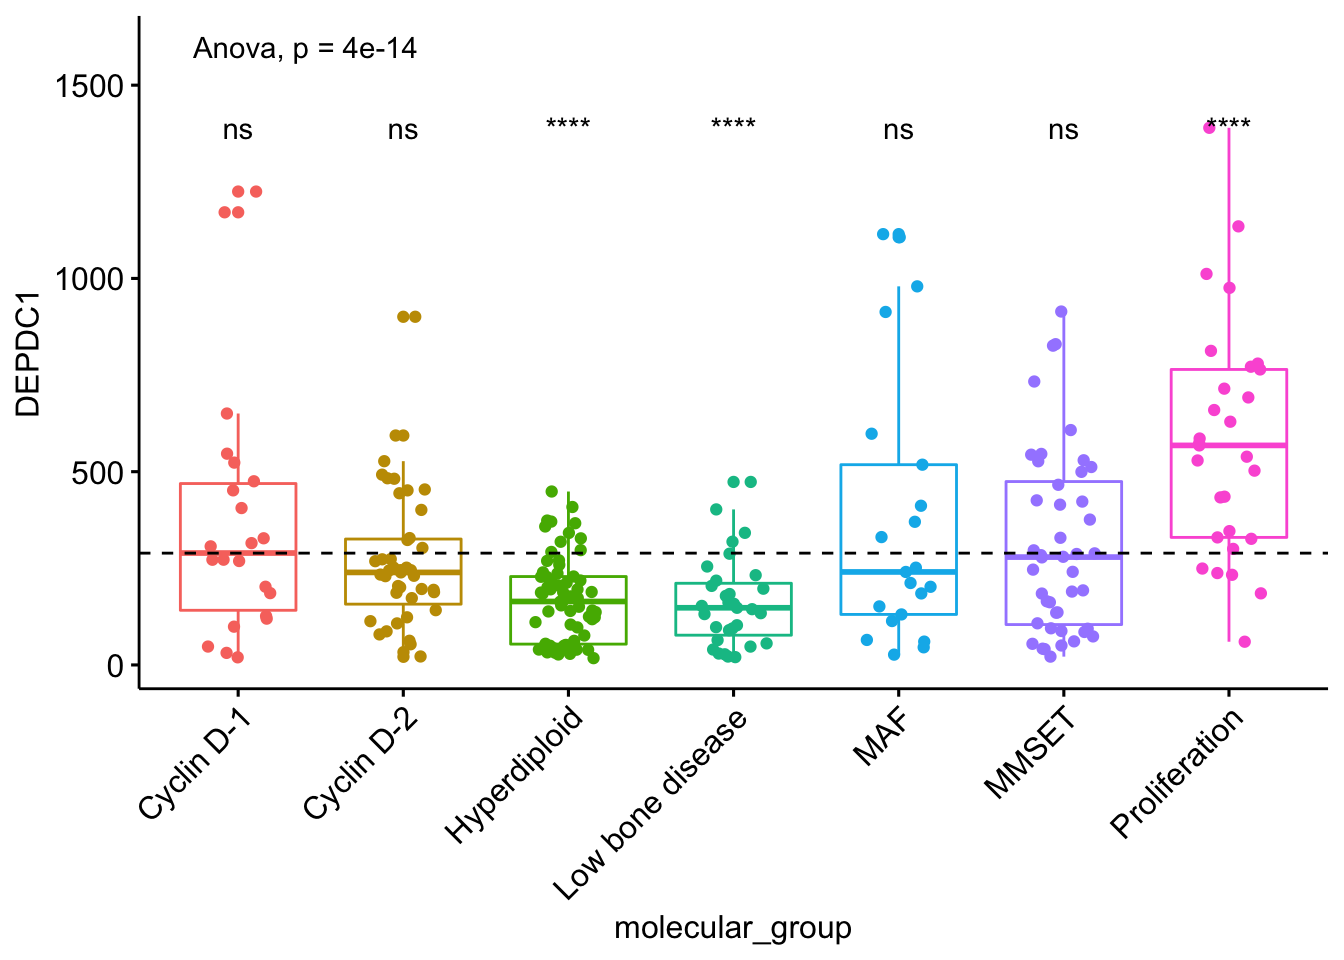 Anova, p = 4e-14
1500
1000
500
0
DEPDC1
ns
ns
****
****
ns
ns
****
Cyclin D-1
Cyclin D-2
Hyperdiploid
Low bone disease
MAF
MMSET
Proliferation
molecular_group